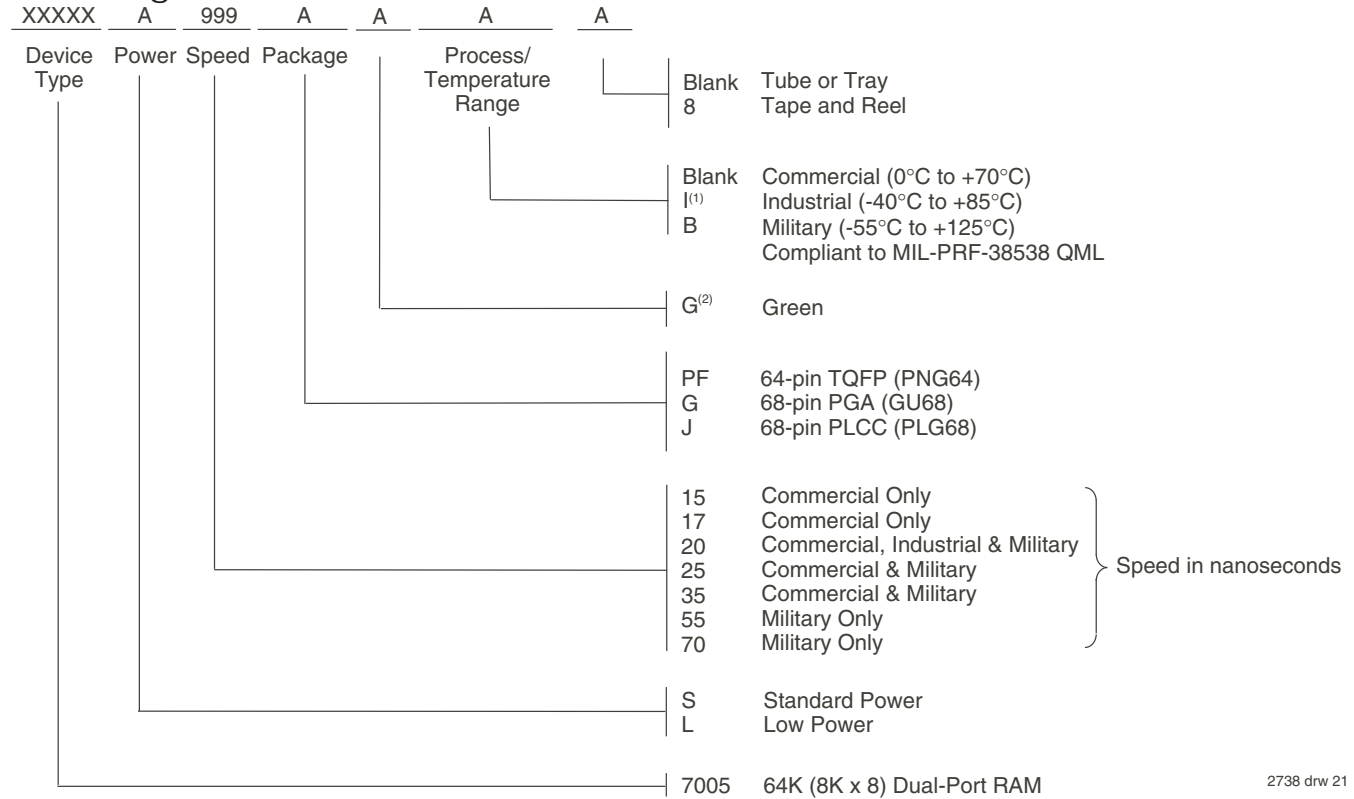 XXXXX A 999 A A A A
Device Type
Power
Speed
Package
Process/
Temperature
Range
Blank Tube or Tray
8 Tape and Reel
Blank Commercial (0°C to +70°C)
I(1) Industrial (-40°C to +85°C)
B Military (-55°C to +125°C)
Compliant to MIL-PRF-38538 QML
G(2) Green
PF 64-pin TQFP (PNG64)
G 68-pin PGA (GU68)
J 68-pin PLCC (PLG68)
15 Commercial Only
17 Commercial Only
20 Commercial, Industrial & Military
25 Commercial & Military
35 Commercial & Military
55 Military Only
70 Military Only
Speed in nanoseconds
S Standard Power
L Low Power
7005 64K (8K x 8) Dual-Port RAM
2738 drw 21